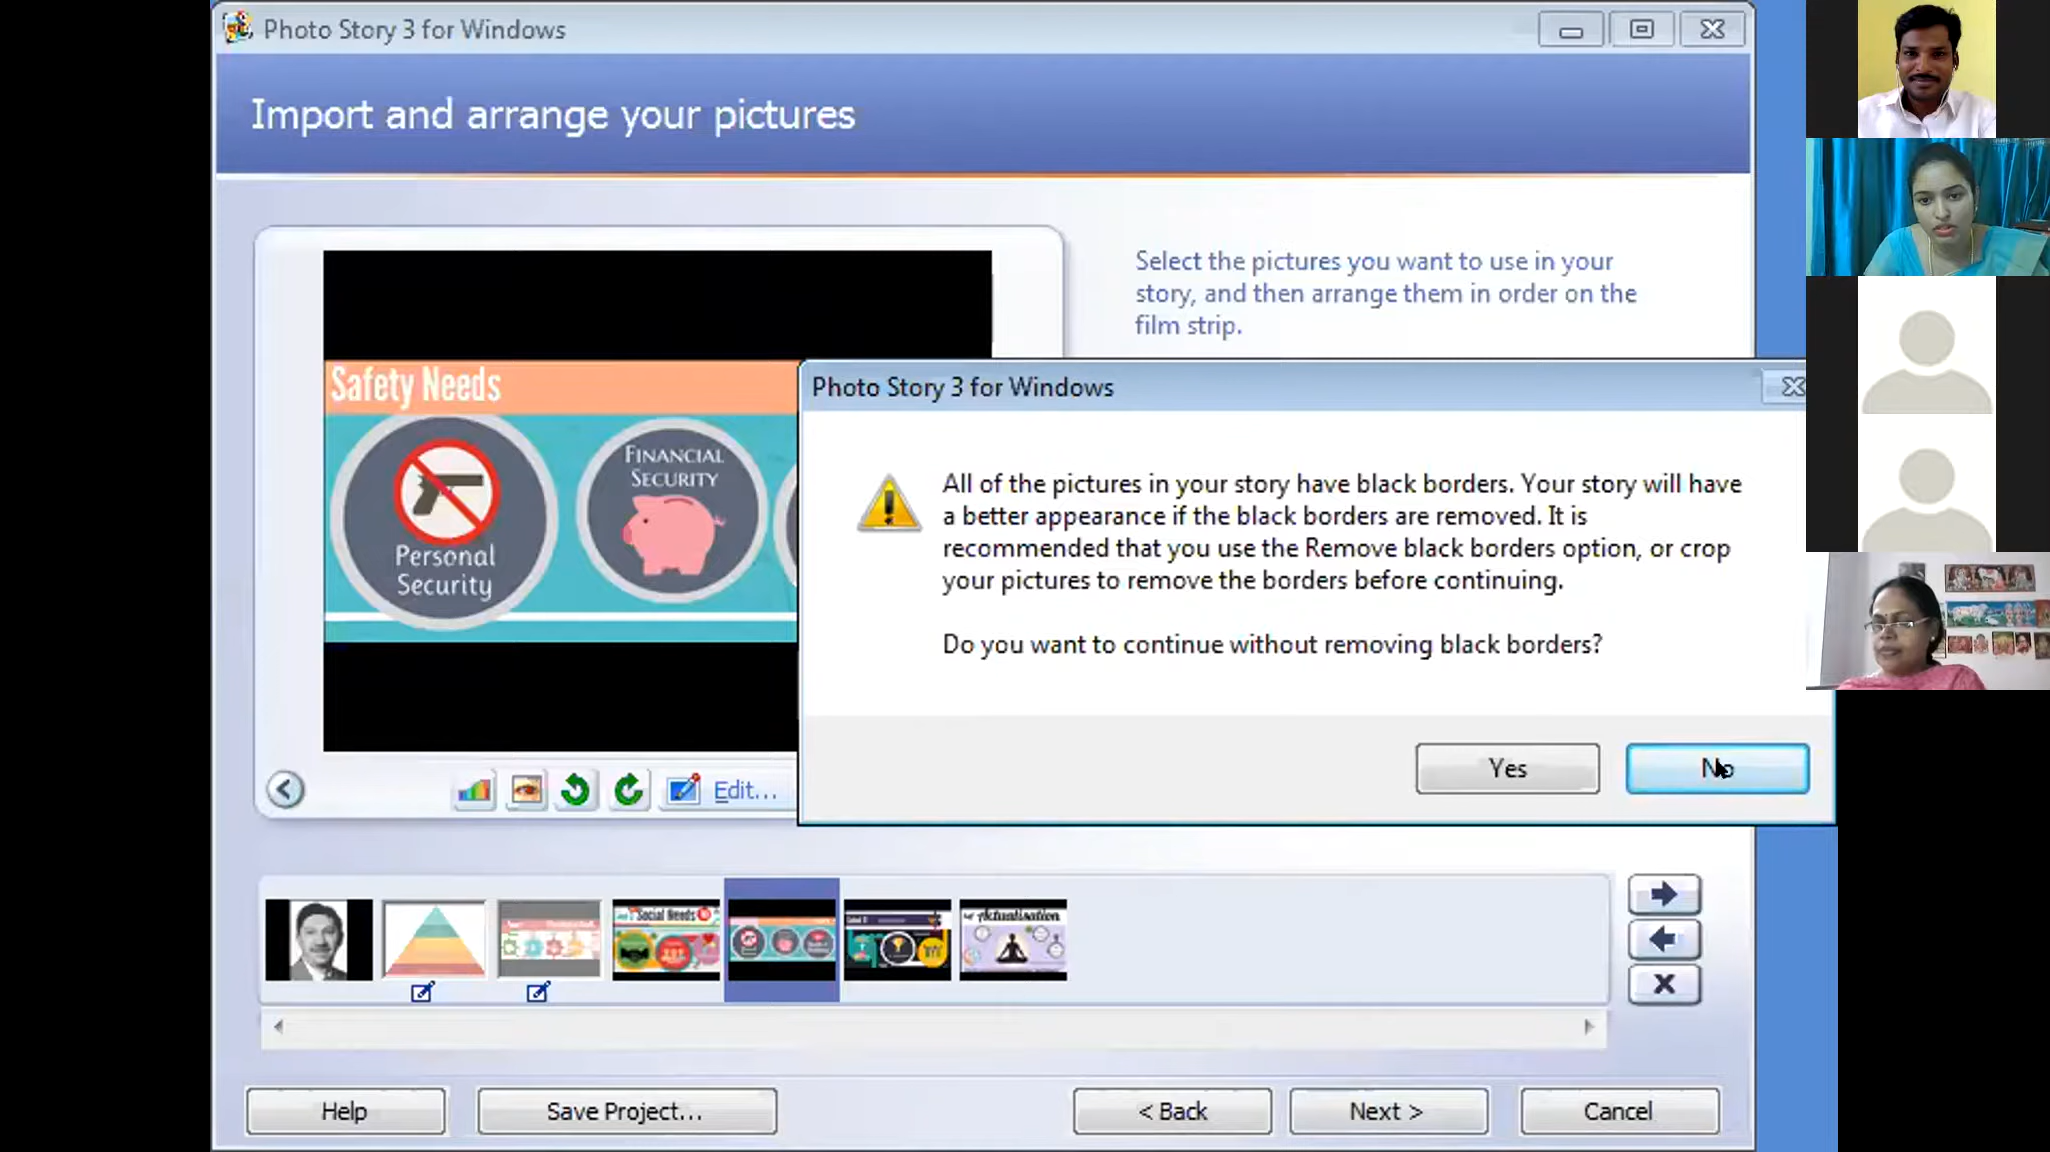 Photo Story 3 for Windows
Import and arrange your pictures
Select the pictures you want to use in your
story, and then arrange them in order on the
film strip.
Safety Needs
Personal
Security
FINANCIAL
SECURITY
Photo Story 3 for Windows
All of the pictures in your story have black borders. Your story will have
a better appearance if the black borders are removed. It is
recommended that you use the Remove black borders option, or crop
your pictures to remove the borders before continuing.
Do you want to continue without removing black borders?
Yes
No
Edit...
Social Needs
Actualisation
Help
Save Project...
< Back
Next >
Cancel